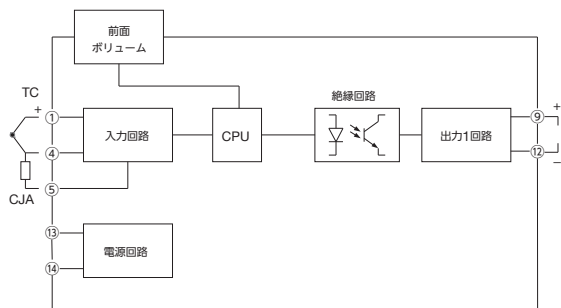 前面
ボリューム
TC
+
①
入力回路
CPU
絶縁回路
出力1回路
⑨
+
④
⑫
−
⑤
CJA
⑬
電源回路
⑭